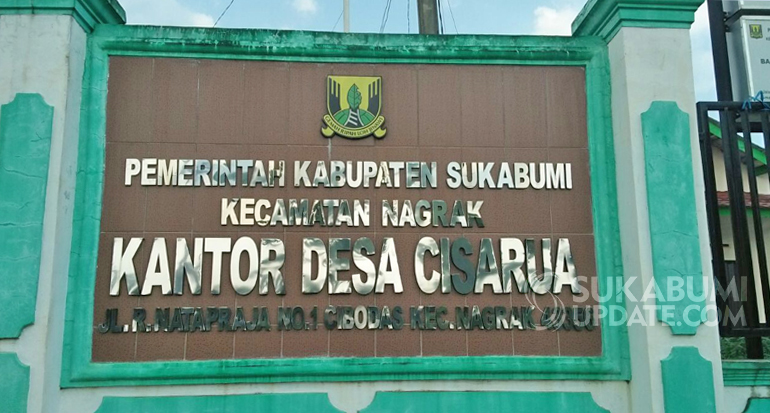 PEMERINTAH KABUPATEN SUKABUMI
KECAMATAN NAGRAK
KANTOR DESA CISARUA
JL.R.NATAPRAJA NO.1 CIBODAS KEC.NAGRAK
SUKABUMI
UPDATE.COM